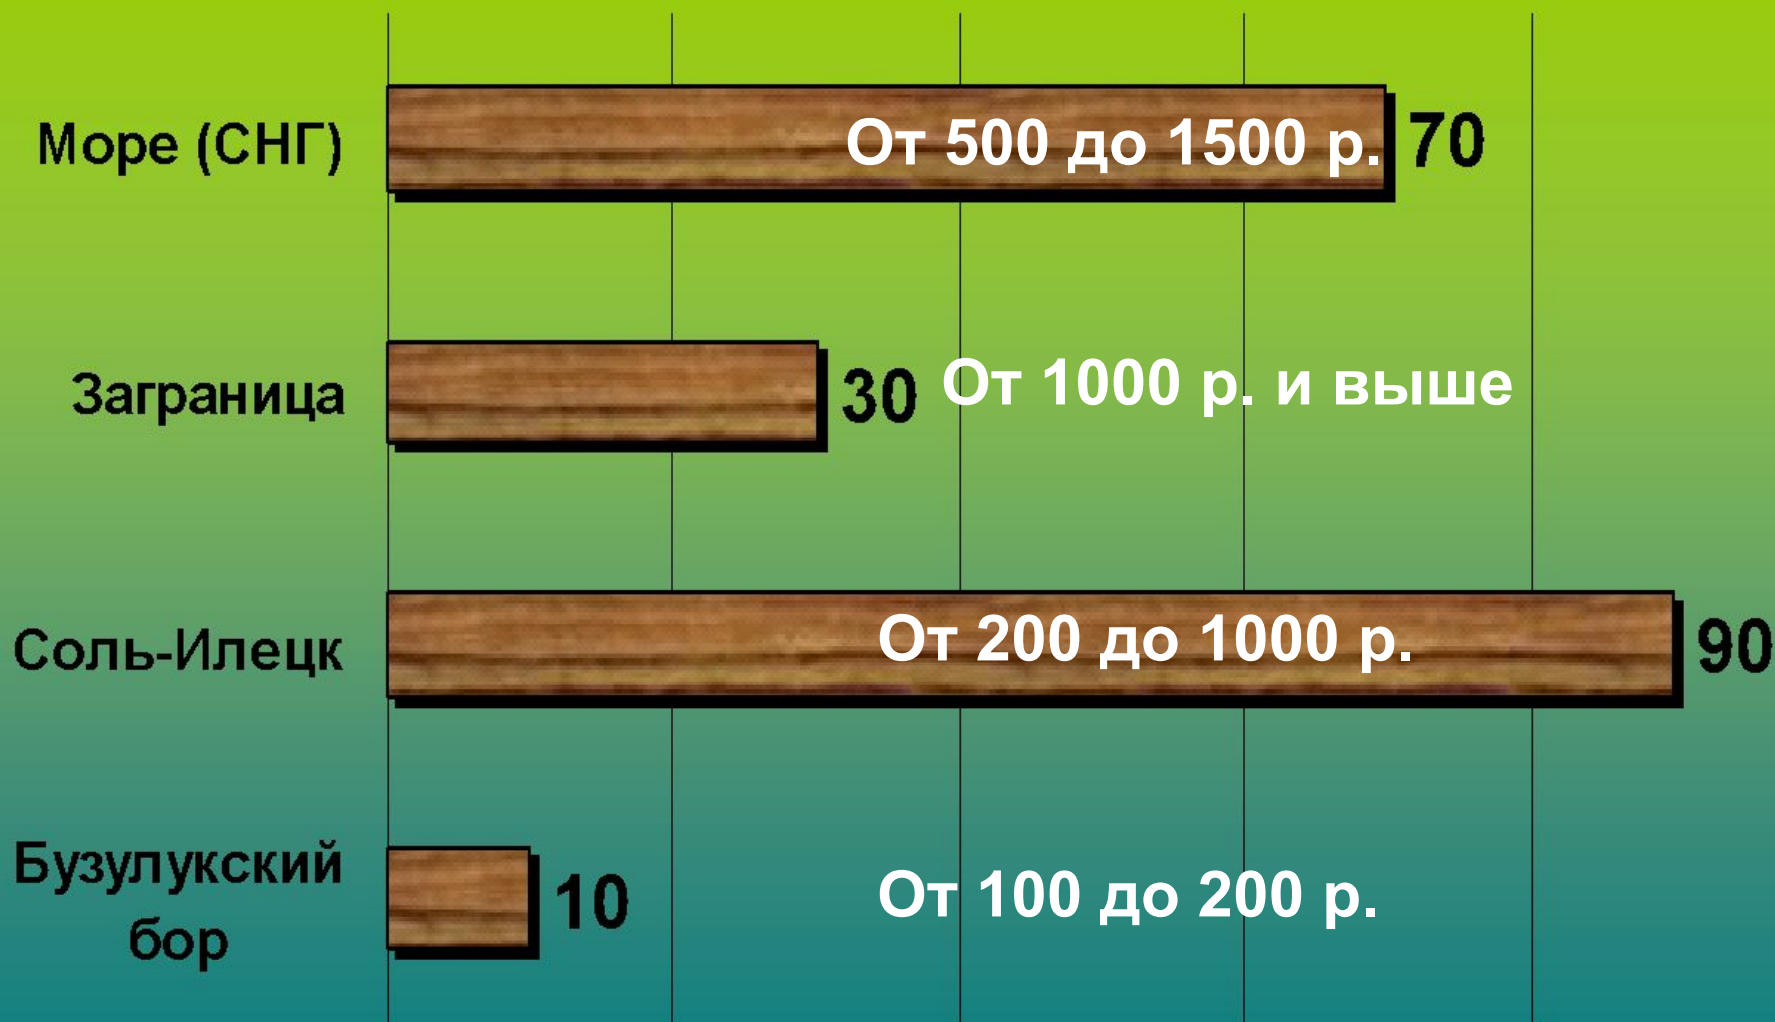 Море (СНГ)
От 500 до 1500 р.
70
Заграница
30
От 1000 р. и выше
Соль-Илецк
От 200 до 1000 р.
90
Бузулукский
бор
10
От 100 до 200 р.